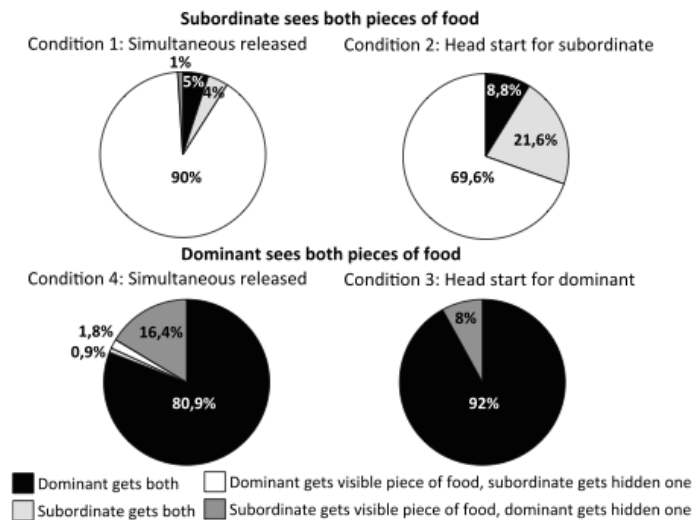 Subordinate sees both pieces of food
Condition 1: Simultaneous released
Condition 2: Head start for subordinate
1%
5%
4%
90%
8,8%
21,6%
69,6%
Dominant sees both pieces of food
Condition 4: Simultaneous released
Condition 3: Head start for dominant
1,8%
16,4%
0,9%
80,9%
8%
92%
Dominant gets both
Dominant gets visible piece of food, subordinate gets hidden one
Subordinate gets both
Subordinate gets visible piece of food, dominant gets hidden one